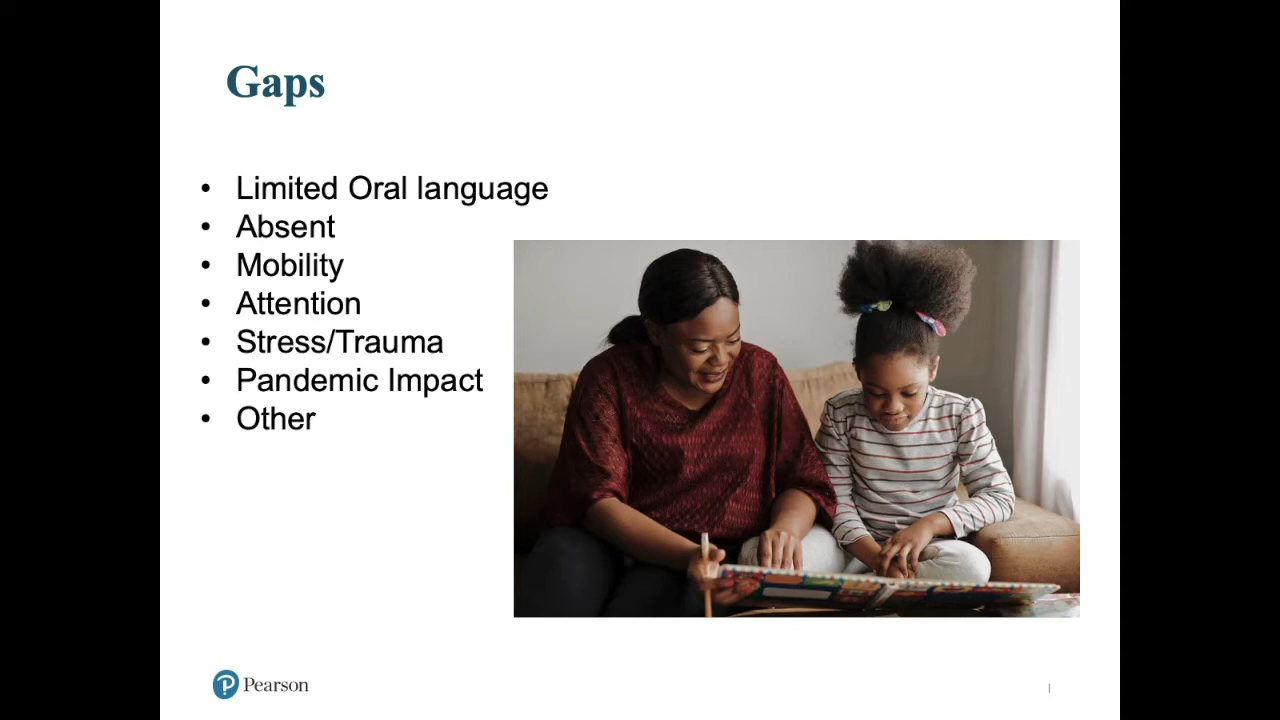 Gaps
• Limited Oral language
• Absent
• Mobility
• Attention
• Stress/Trauma
• Pandemic Impact
• Other
Pearson